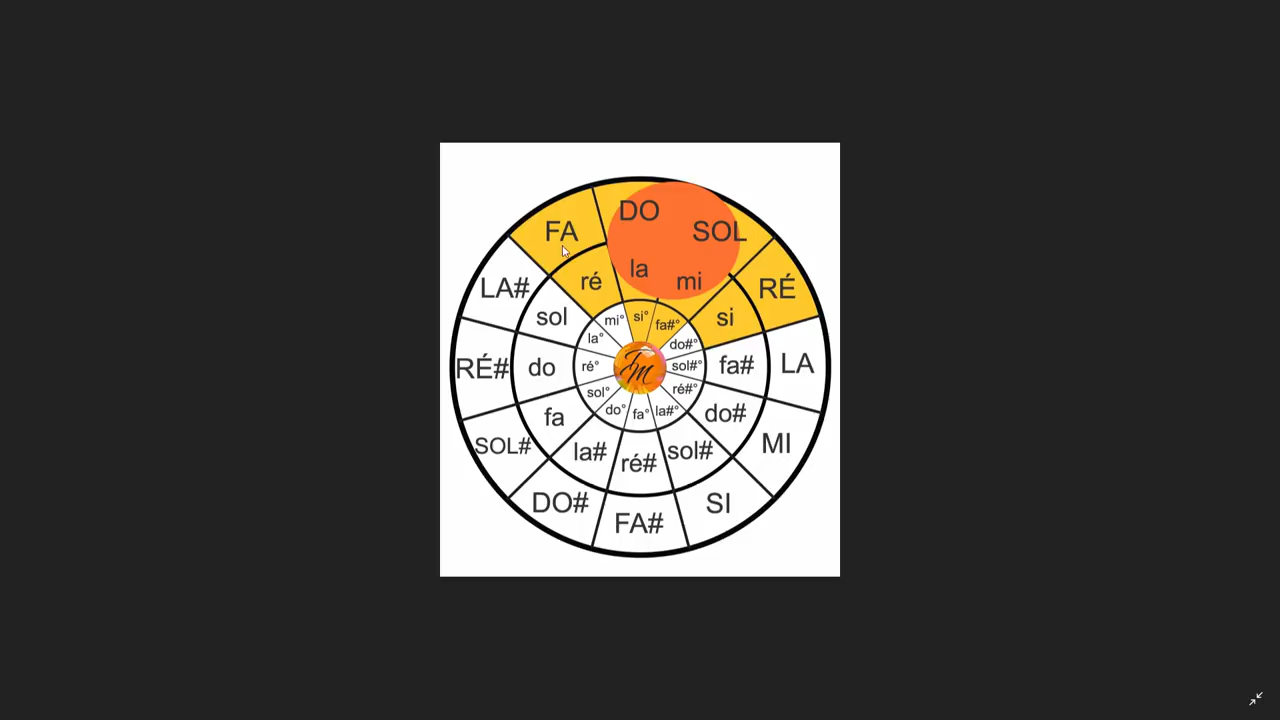 DO
SOL
RÉ
LA
MI
SI
FA#
DO#
SOL#
RÉ#
LA#
FA
la
mi
si
fa#
do#
sol#
ré#
la#
fa
do
sol
ré
si°
fa#°
do#°
sol#°
ré#°
la#°
fa°
do°
sol°
ré°
la°
mi°